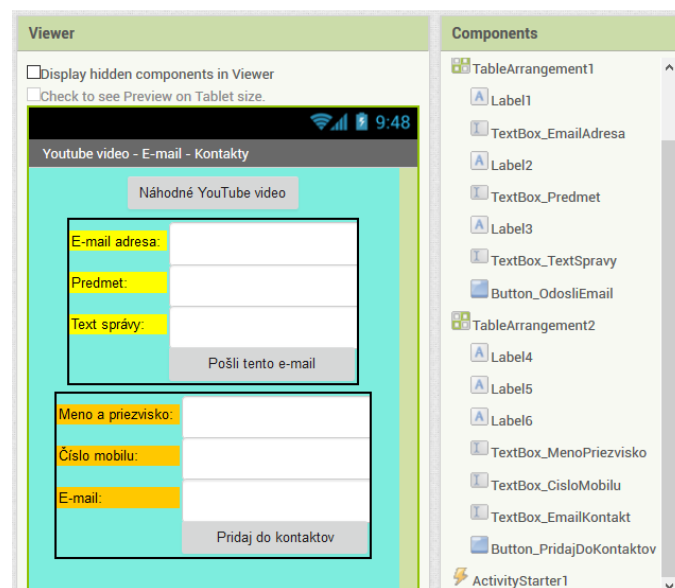 Viewer
Display hidden components in Viewer
Check to see Preview on Tablet size.
9:48
Youtube video - E-mail - Kontakty
Náhodné YouTube video
E-mail adresa:
Predmet:
Text správy:
Pošli tento e-mail
Meno a priezvisko:
Číslo mobilu:
E-mail:
Pridaj do kontaktov
Components
TableArrangement1
Label1
TextBox_EmailAdresa
Label2
TextBox_Predmet
Label3
TextBox_TextSpravy
Button_OdosliEmail
TableArrangement2
Label4
Label5
Label6
TextBox_MenoPriezvisko
TextBox_CisloMobilu
TextBox_EmailKontakt
Button_PridajDoKontaktov
ActivityStarter1